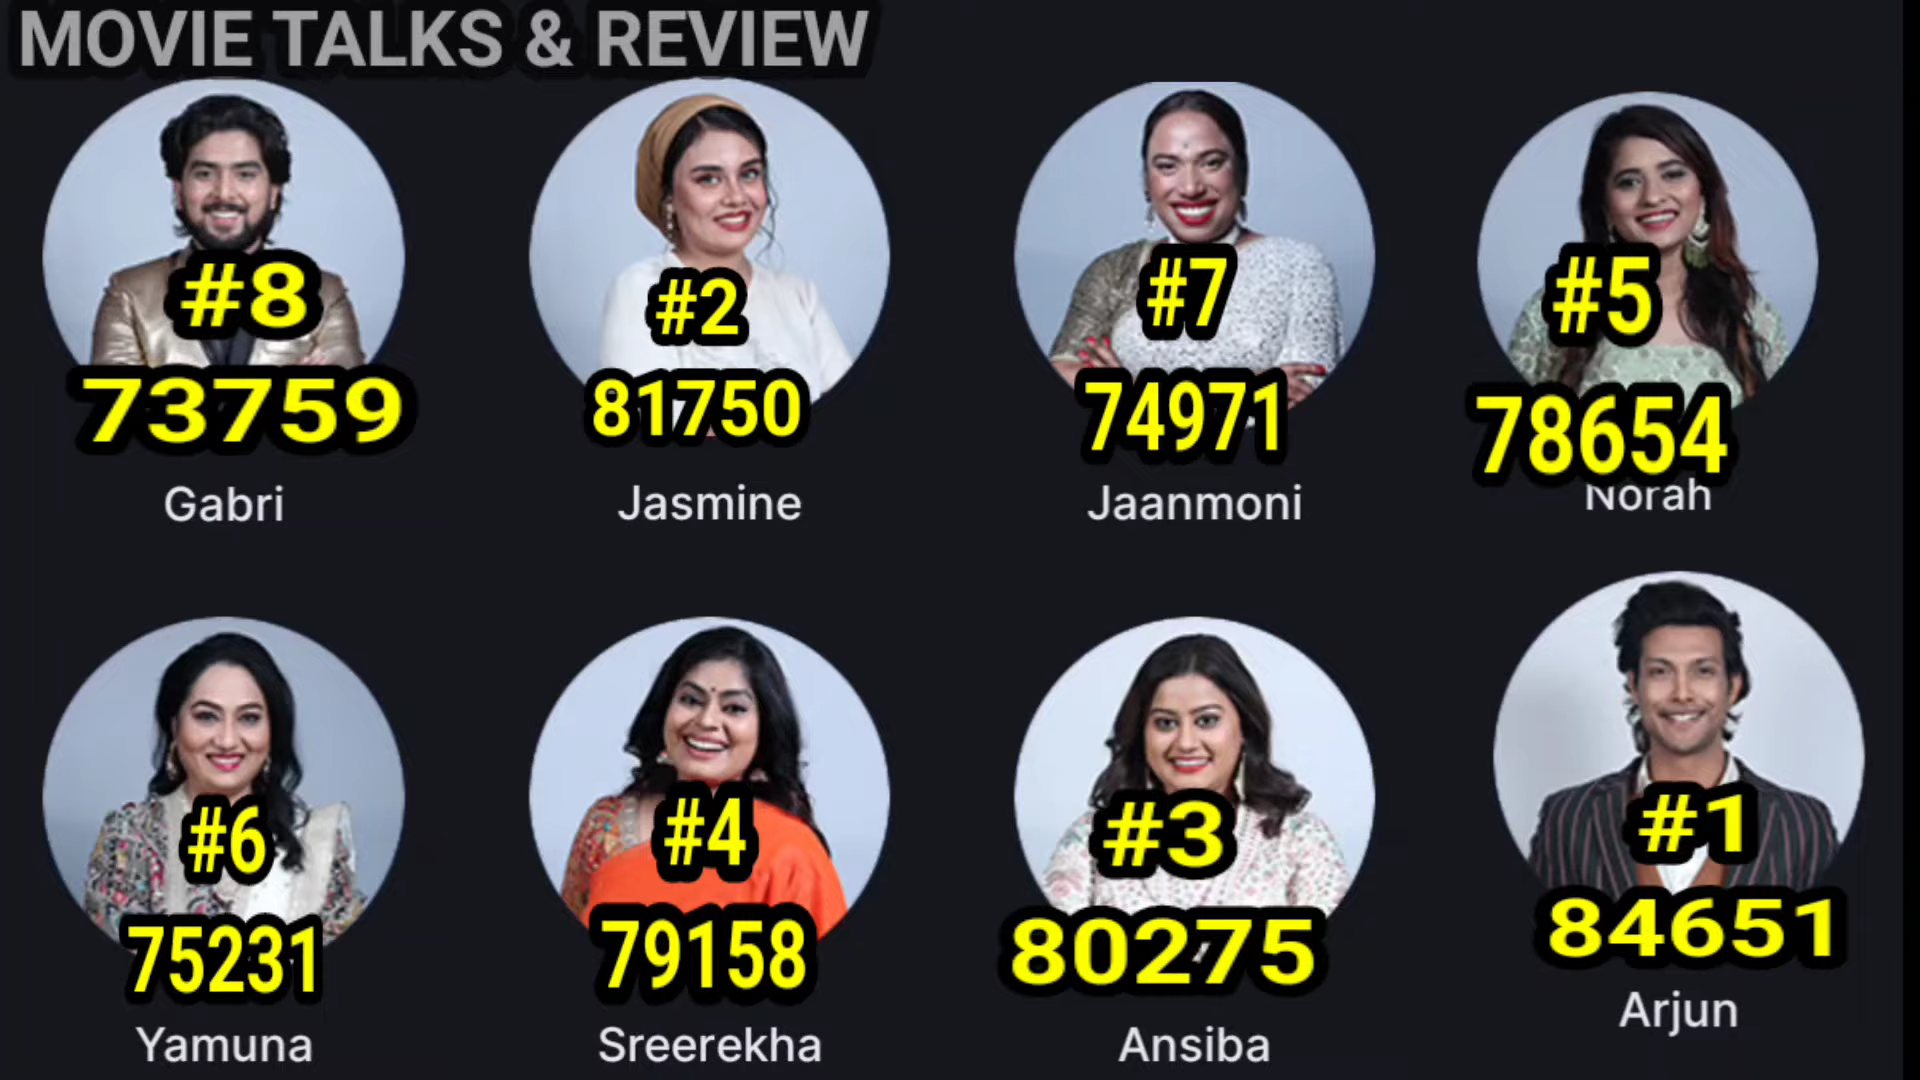 MOVIE TALKS & REVIEW
#8
#2
#7
#5
73759
81750
74971
78654
Gabri
Jasmine
Jaanmoni
Norah
#6
#4
#3
#1
75231
79158
80275
84651
Yamuna
Sreerekha
Ansiba
Arjun